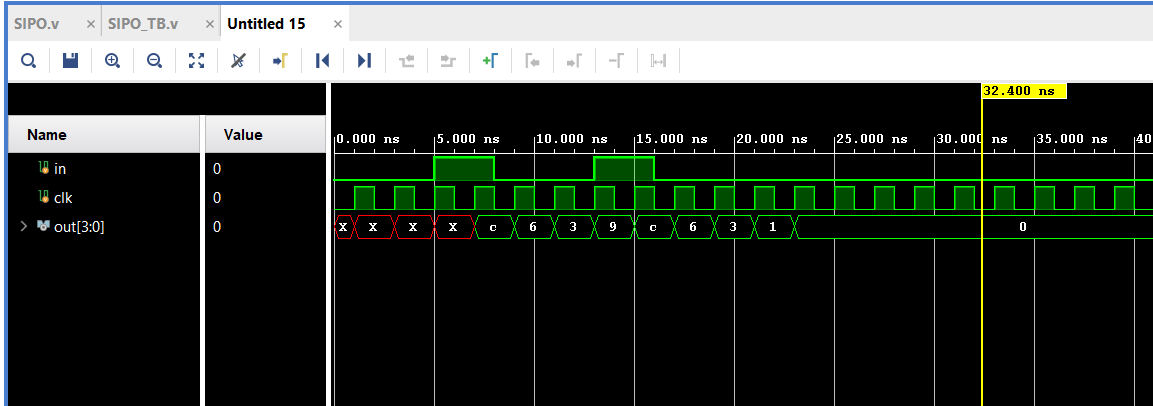 SIPO.v × SIPO_TB.v × Untitled 15 ×
32.400 ns
Name Value
0.000 ns 5.000 ns 10.000 ns 15.000 ns 20.000 ns 25.000 ns 30.000 ns 35.000 ns 40
in 0
clk 0
out[3:0] 0 X X X X c 6 3 9 c 6 3 1 0